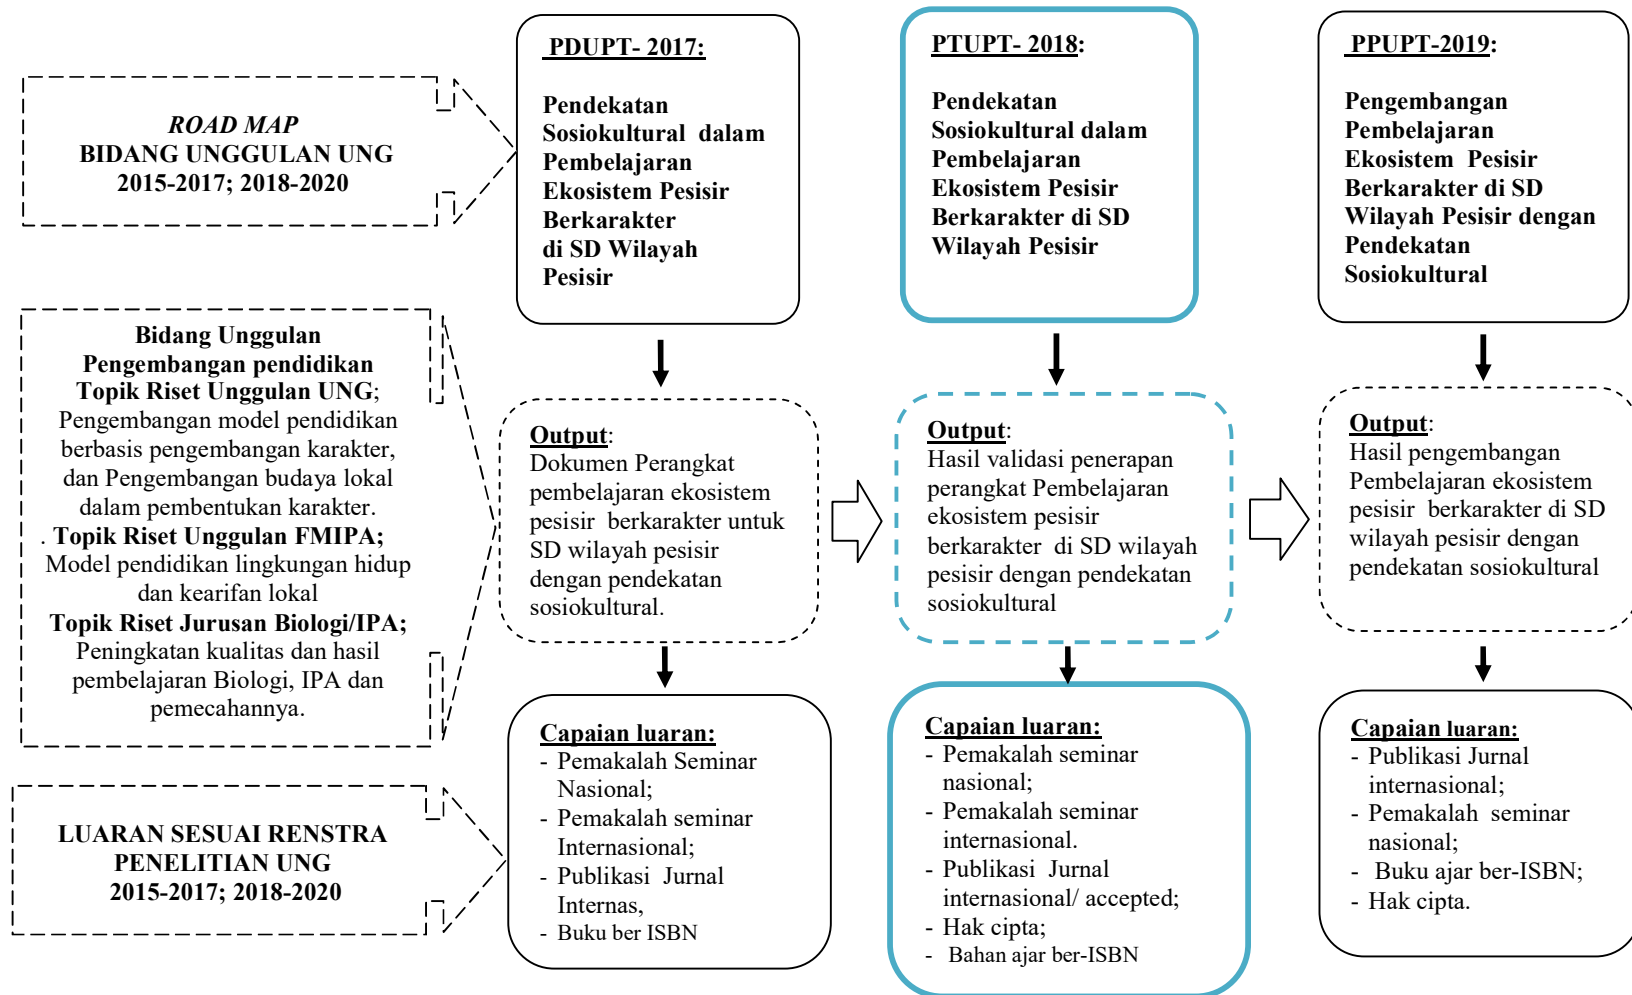 ROAD MAP
BIDANG UNGGULAN UNG
2015-2017; 2018-2020
PDUPT- 2017:
Pendekatan
Sosiokultural dalam
Pembelajaran
Ekosistem Pesisir
Berkarakter
di SD Wilayah
Pesisir
PTUPT- 2018:
Pendekatan
Sosiokultural dalam
Pembelajaran
Ekosistem Pesisir
Berkarakter di SD
Wilayah Pesisir
PPUPT-2019:
Pengembangan
Pembelajaran
Ekosistem Pesisir
Berkarakter di SD
Wilayah Pesisir dengan
Pendekatan
Sosiokultural
Bidang Unggulan
Pengembangan pendidikan
Topik Riset Unggulan UNG;
Pengembangan model pendidikan
berbasis pengembangan karakter,
dan Pengembangan budaya lokal
dalam pembentukan karakter.
. Topik Riset Unggulan FMIPA;
Model pendidikan lingkungan hidup
dan kearifan lokal
Topik Riset Jurusan Biologi/IPA;
Peningkatan kualitas dan hasil
pembelajaran Biologi, IPA dan
pemecahannya.
Output:
Dokumen Perangkat
pembelajaran ekosistem
pesisir berkarakter untuk
SD wilayah pesisir
dengan pendekatan
sosiokultural.
Output:
Hasil validasi penerapan
perangkat Pembelajaran
ekosistem pesisir
berkarakter di SD wilayah
pesisir dengan pendekatan
sosiokultural
Output:
Hasil pengembangan
Pembelajaran ekosistem
pesisir berkarakter di SD
wilayah pesisir dengan
pendekatan sosiokultural
LUARAN SESUAI RENSTRA
PENELITIAN UNG
2015-2017; 2018-2020
Capaian luaran:
- Pemakalah Seminar
Nasional;
- Pemakalah seminar
Internasional;
- Publikasi Jurnal
Internas,
- Buku ber ISBN
Capaian luaran:
- Pemakalah seminar
nasional;
- Pemakalah seminar
internasional.
- Publikasi Jurnal
internasional/ accepted;
- Hak cipta;
- Bahan ajar ber-ISBN
Capaian luaran:
- Publikasi Jurnal
internasional;
- Pemakalah seminar
nasional;
- Buku ajar ber-ISBN;
- Hak cipta.